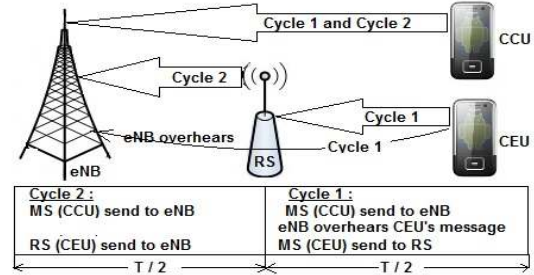 Cycle 1 and Cycle 2
CCU
Cycle 2
Cycle 1
eNB overhears
Cycle 1
CEU
RS
eNB
Cycle 2 :
MS (CCU) send to eNB
RS (CEU) send to eNB
Cycle 1 :
MS (CCU) send to eNB
eNB overhears CEU's message
MS (CEU) send to RS
T / 2
T / 2